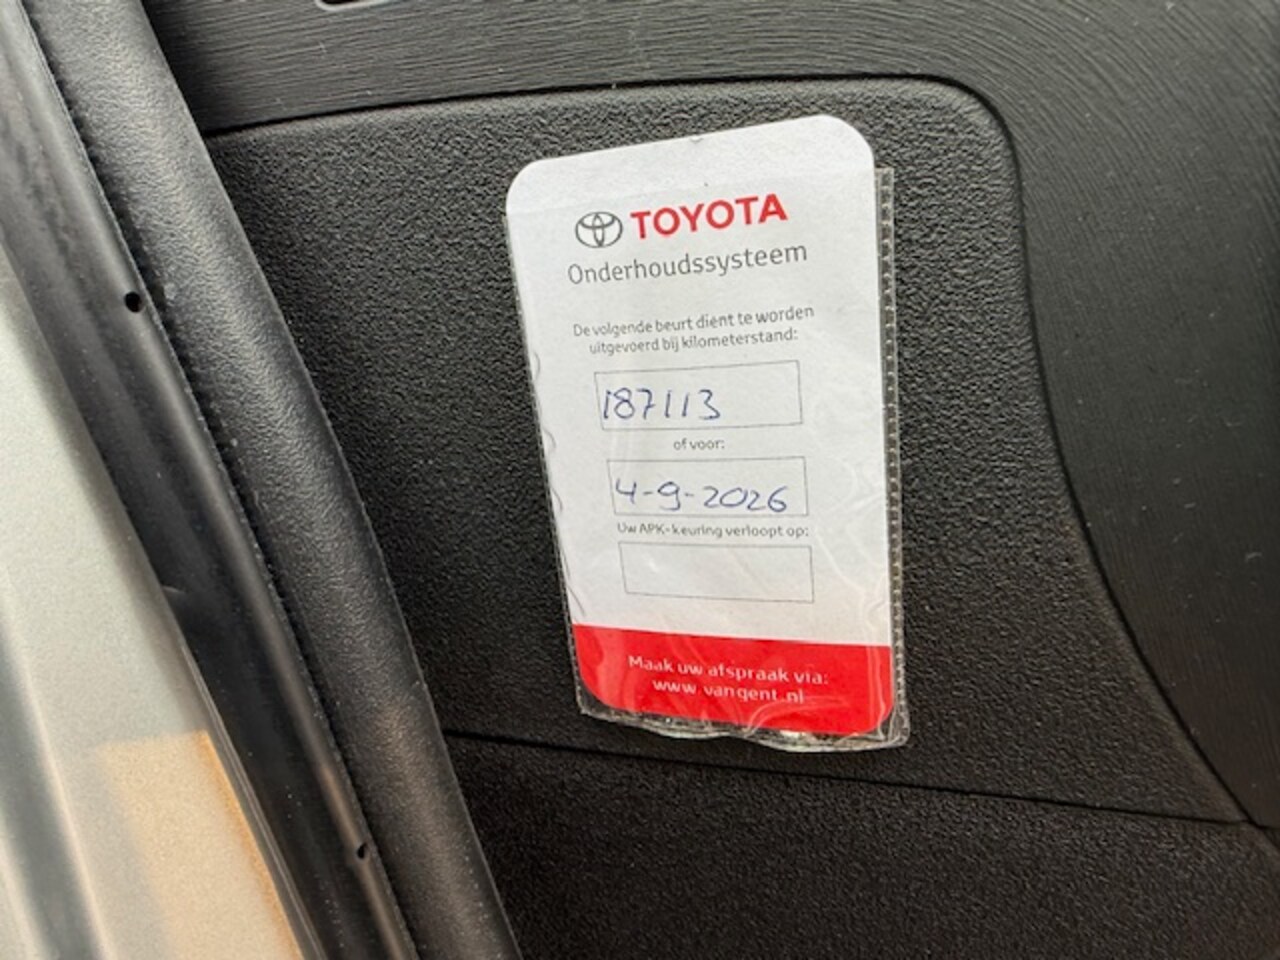 TOYOTA
Onderhoudssysteem
De volgende beurt dient te worden
uitgevoerd bij kilometerstand:
187113
of voor:
4-9-2026
Uw APK-keuring verloopt op:
Maak uw afspraak via:
www.vangent.nl